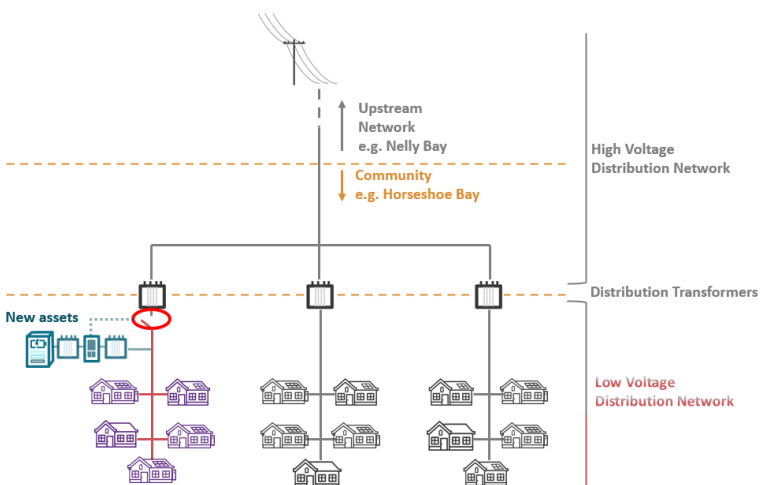 Upstream
Network
e.g. Nelly Bay
High Voltage
Distribution Network
Community
e.g. Horseshoe Bay
Distribution Transformers
New assets
Low Voltage
Distribution Network